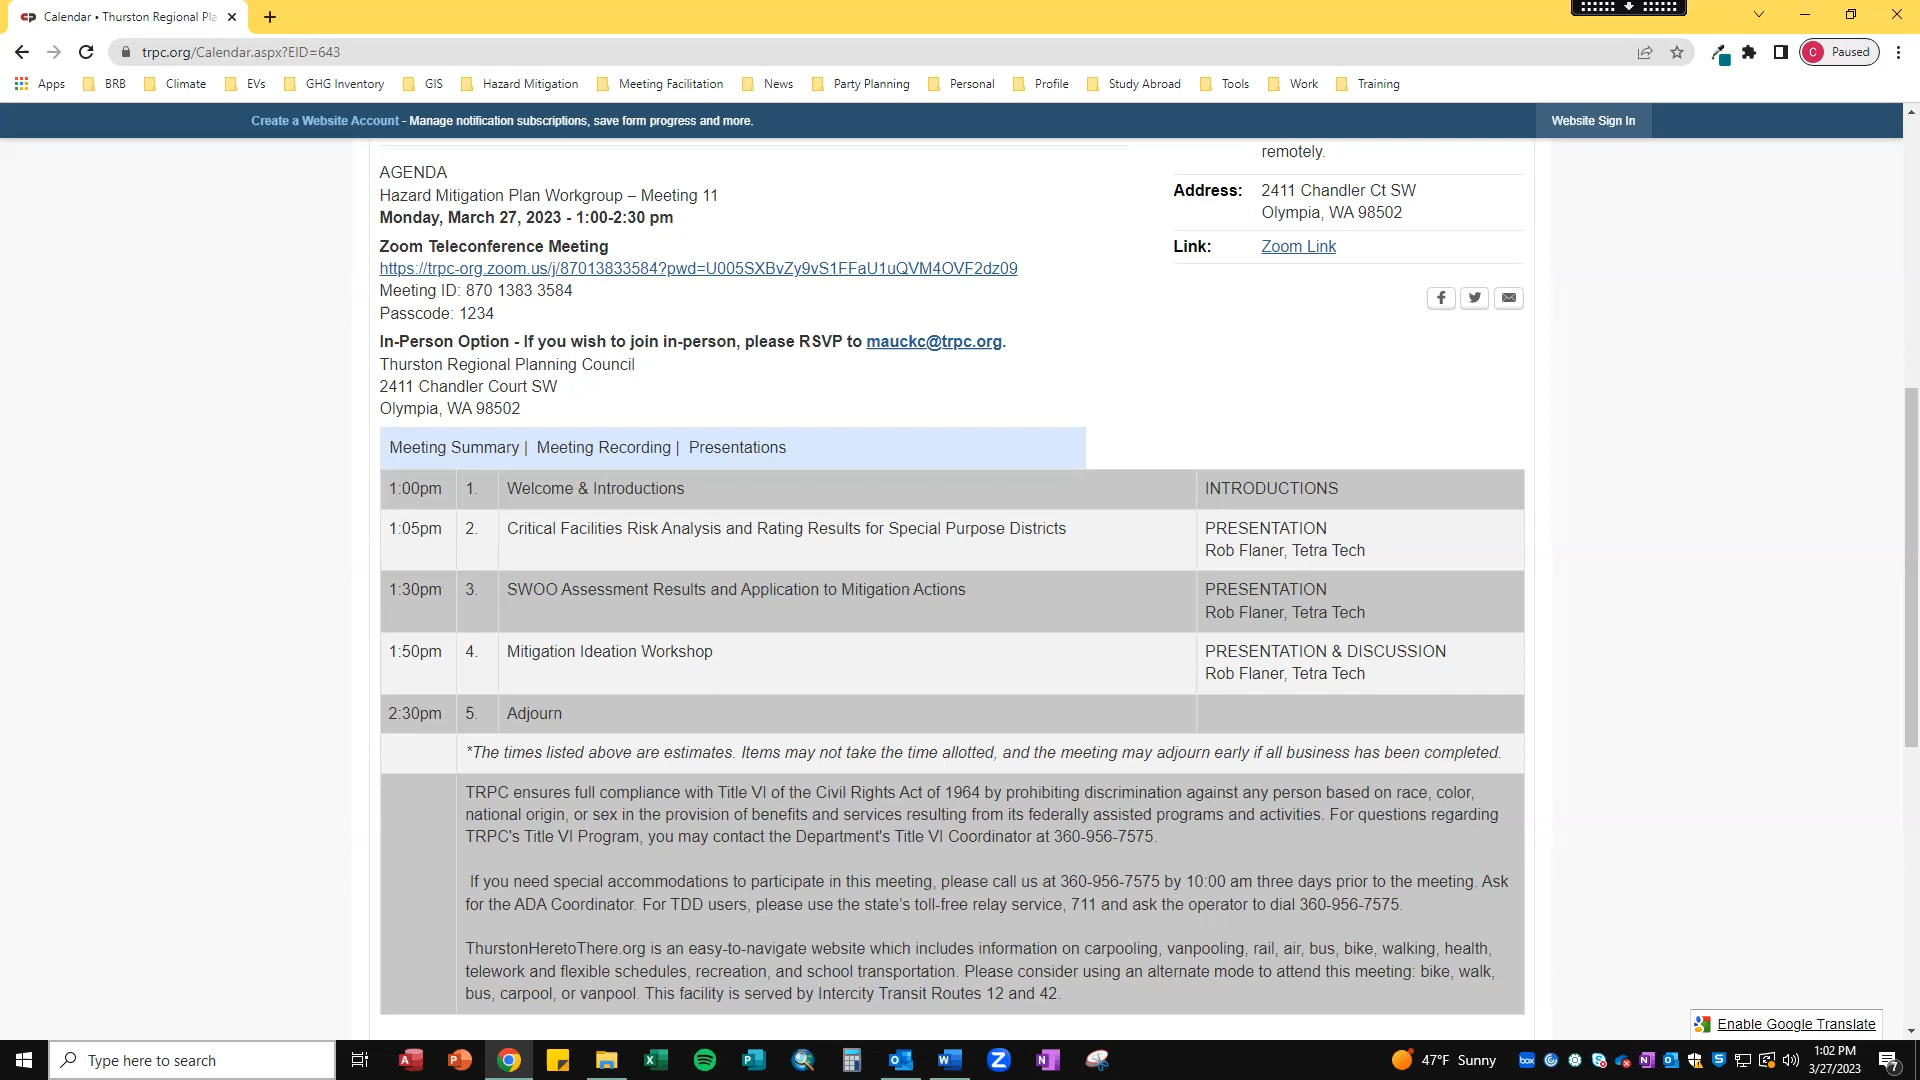 Calendar • Thurston Regional Pla
trpc.org/Calendar.aspx?EID=643
C Paused
Apps BRB Climate EVs GHG Inventory GIS Hazard Mitigation Meeting Facilitation News Party Planning Personal Profile Study Abroad Tools Work Training
Create a Website Account - Manage notification subscriptions, save form progress and more. Website Sign In
remotely.
Address: 2411 Chandler Ct SW
Olympia, WA 98502
Link: Zoom Link
AGENDA
Hazard Mitigation Plan Workgroup – Meeting 11
Monday, March 27, 2023 - 1:00-2:30 pm
Zoom Teleconference Meeting
https://trpc-org.zoom.us/j/87013833584?pwd=U005SXBvZy9vS1FFaU1uQVM4OVF2dz09
Meeting ID: 870 1383 3584
Passcode: 1234
In-Person Option - If you wish to join in-person, please RSVP to mauckc@trpc.org.
Thurston Regional Planning Council
2411 Chandler Court SW
Olympia, WA 98502
Meeting Summary | Meeting Recording | Presentations
1:00pm 1. Welcome & Introductions INTRODUCTIONS
1:05pm 2. Critical Facilities Risk Analysis and Rating Results for Special Purpose Districts PRESENTATION
Rob Flaner, Tetra Tech
1:30pm 3. SWOO Assessment Results and Application to Mitigation Actions PRESENTATION
Rob Flaner, Tetra Tech
1:50pm 4. Mitigation Ideation Workshop PRESENTATION & DISCUSSION
Rob Flaner, Tetra Tech
2:30pm 5. Adjourn
*The times listed above are estimates. Items may not take the time allotted, and the meeting may adjourn early if all business has been completed.
TRPC ensures full compliance with Title VI of the Civil Rights Act of 1964 by prohibiting discrimination against any person based on race, color,
national origin, or sex in the provision of benefits and services resulting from its federally assisted programs and activities. For questions regarding
TRPC's Title VI Program, you may contact the Department's Title VI Coordinator at 360-956-7575.
If you need special accommodations to participate in this meeting, please call us at 360-956-7575 by 10:00 am three days prior to the meeting. Ask
for the ADA Coordinator. For TDD users, please use the state’s toll-free relay service, 711 and ask the operator to dial 360-956-7575.
ThurstonHeretoThere.org is an easy-to-navigate website which includes information on carpooling, vanpooling, rail, air, bus, bike, walking, health,
telework and flexible schedules, recreation, and school transportation. Please consider using an alternate mode to attend this meeting: bike, walk,
bus, carpool, or vanpool. This facility is served by Intercity Transit Routes 12 and 42.
Enable Google Translate
Type here to search
47°F Sunny
1:02 PM
3/27/2023
7